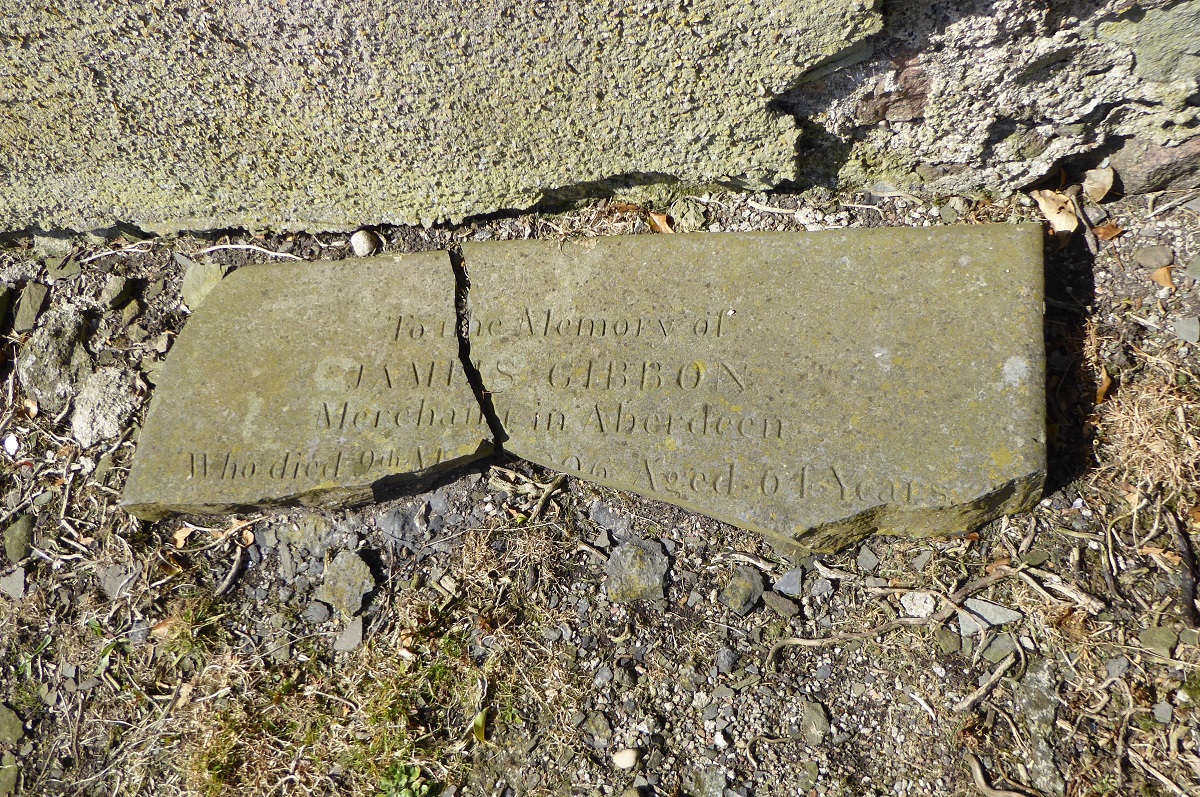 To the Memory of
JAMES GIBBON
Merchant in Aberdeen
Who died 9th Aged 64 Years